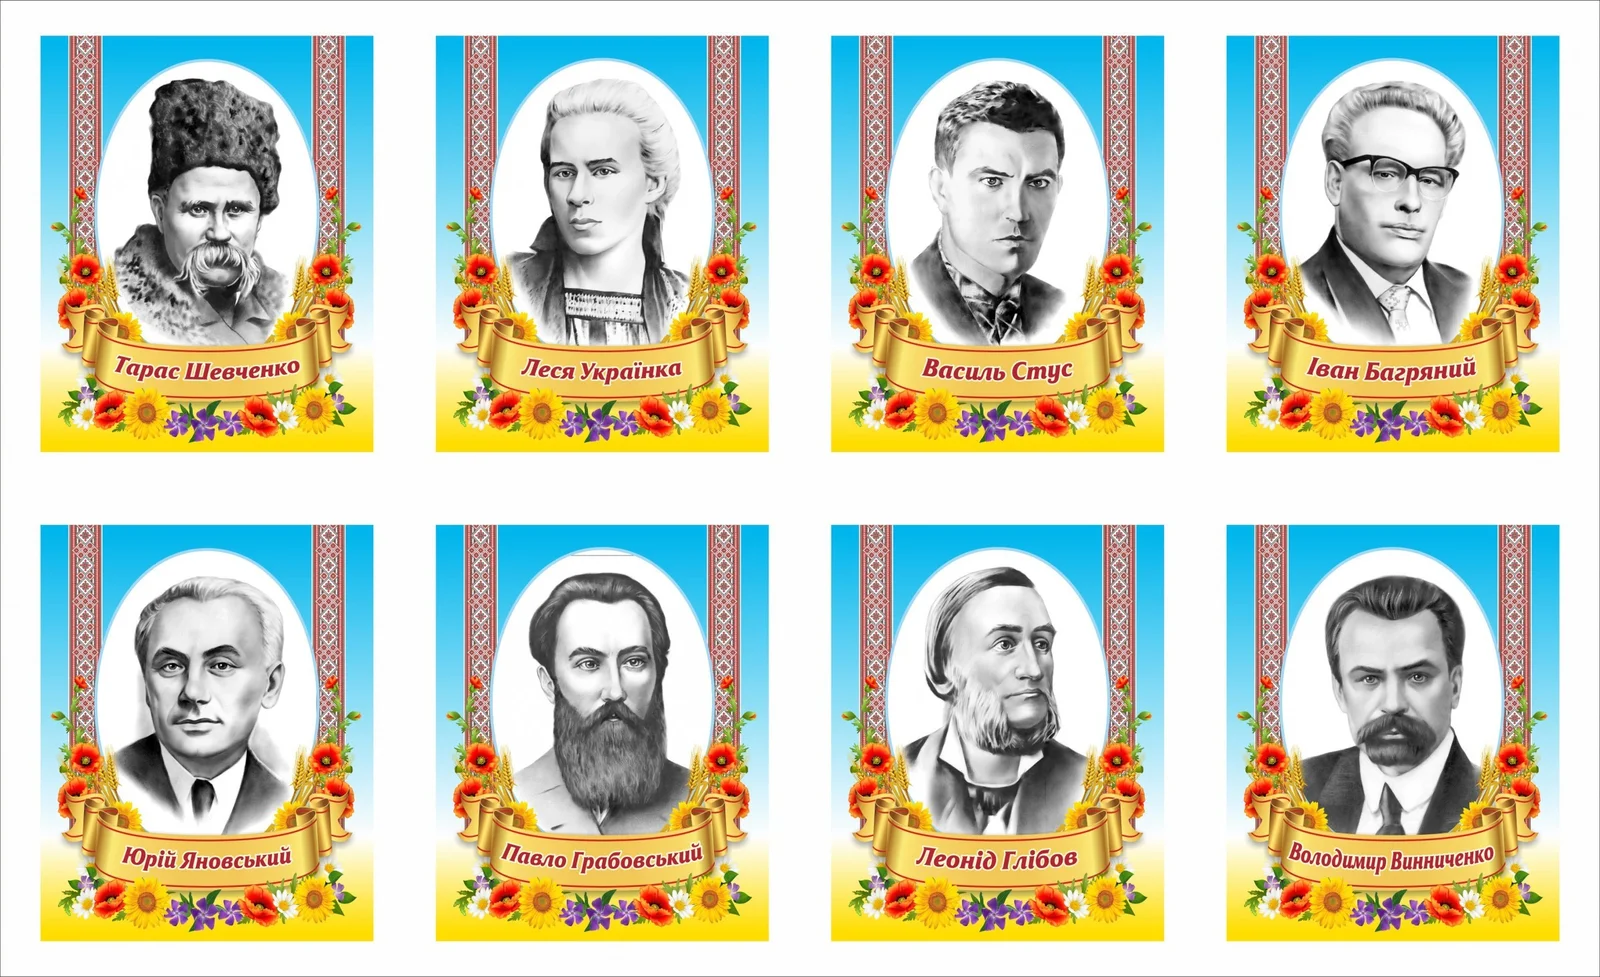 Тарас Шевченко
Леся Українка
Василь Стус
Іван Багряний
Юрій Яновський
Павло Грабовський
Леонід Глібов
Володимир Винниченко